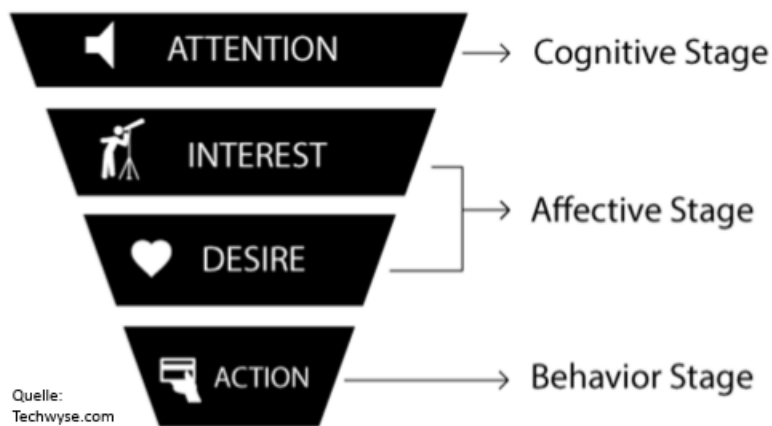 ATTENTION
Cognitive Stage
INTEREST
Affective Stage
DESIRE
ACTION
Behavior Stage
Quelle:
Techwyse.com